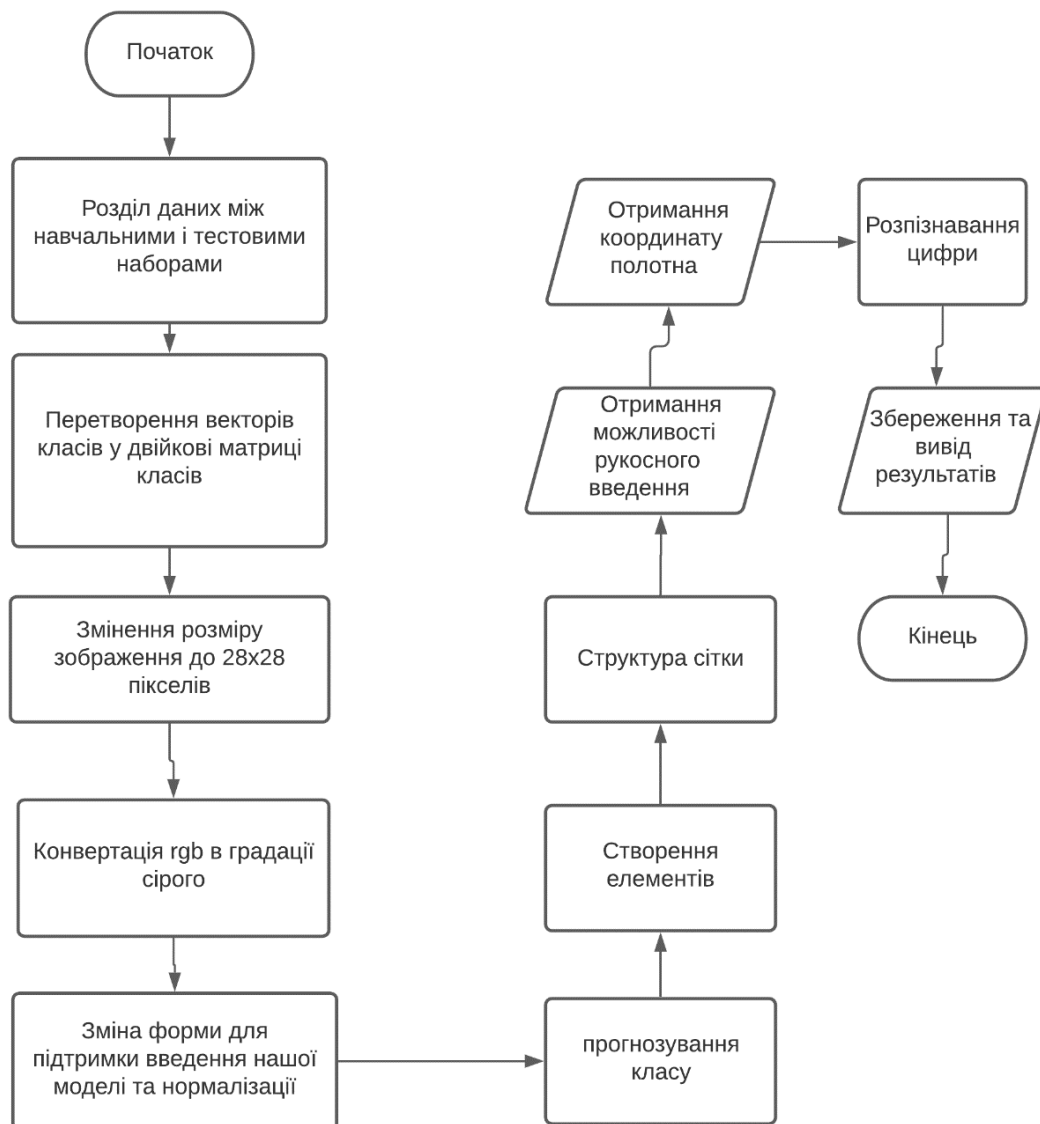 Початок
Розділ даних між
навчальними і тестовими
наборами
Перетворення векторів
класів у двійкові матриці
класів
Змінення розміру
зображення до 28x28
пікселів
Конвертація rgb в градації
сірого
Зміна форми для
підтримки введення нашої
моделі та нормалізації
прогнозування
класу
Створення
елементів
Структура сітки
Отримання
можливості
рукосного
введення
Отримання
координату
полотна
Розпізнавання
цифри
Збереження та
вивід
результатів
Кінець